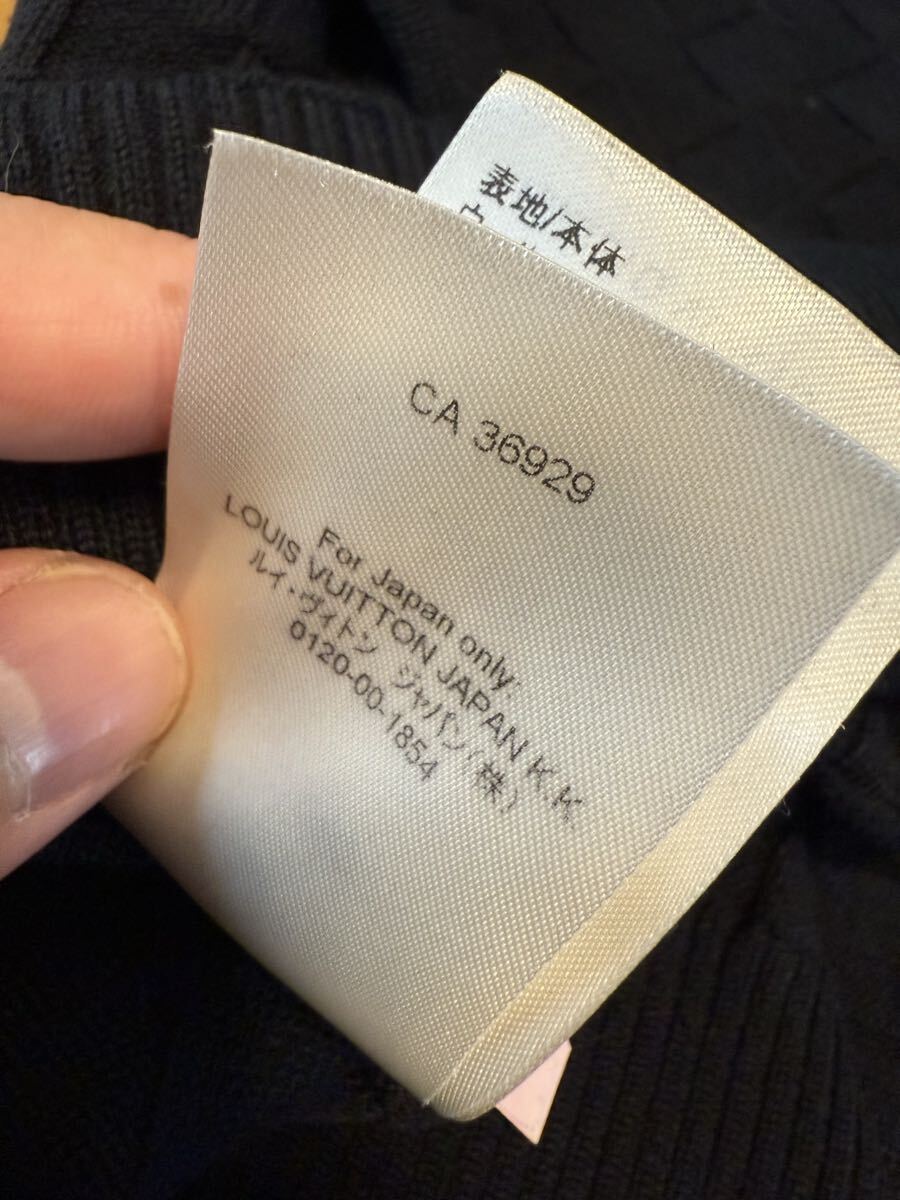 表地/本体
CA 36929
For Japan only.
LOUIS VUITTON JAPAN K.K.
ルイ・ヴィトン ジャパン(株)
0120-00-1854